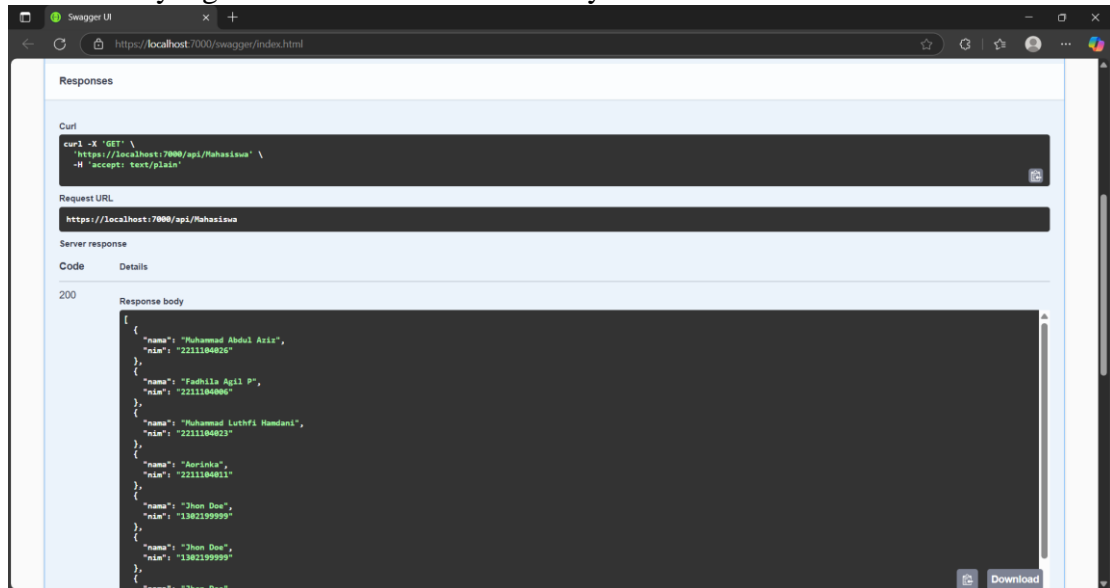 Swagger UI
https://localhost:7000/swagger/index.html
Responses
Curl
curl -X 'GET' \
'https://localhost:7000/api/Mahasiswa' \
-H 'accept: text/plain'
Request URL
https://localhost:7000/api/Mahasiswa
Server response
Code Details
200
Response body
[
{
"nama": "Muhammad Abdul Aziz",
"nim": "2211104026"
},
{
"nama": "Fadhila Agil P",
"nim": "2211104006"
},
{
"nama": "Muhammad Luthfi Hamdani",
"nim": "2211104023"
},
{
"nama": "Aorinka",
"nim": "2211104011"
},
{
"nama": "Jhon Doe",
"nim": "1302199999"
},
{
"nama": "Jhon Doe",
"nim": "1302199999"
},
{
Download